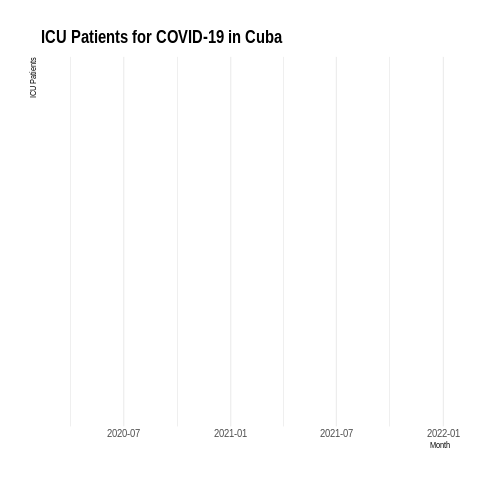 ICU Patients for COVID-19 in Cuba
ICU Patients
2020-07
2021-01
2021-07
2022-01
Month